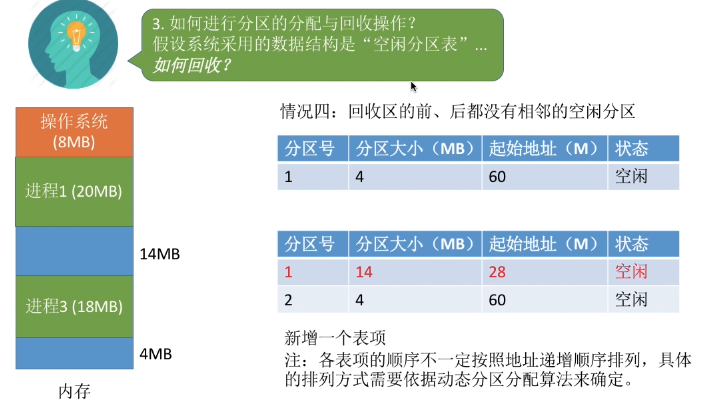 3. 如何进行分区的分配与回收操作？
假设系统采用的数据结构是“空闲分区表”...
如何回收？
操作系统
(8MB)
进程1 (20MB)
14MB
进程3 (18MB)
4MB
内存
情况四：回收区的前、后都没有相邻的空闲分区
分区号 分区大小（MB） 起始地址（M） 状态
1 4 60 空闲
分区号 分区大小（MB） 起始地址（M） 状态
1 14 28 空闲
2 4 60 空闲
新增一个表项
注：各表项的顺序不一定按照地址递增顺序排列，具体
的排列方式需要依据动态分区分配算法来确定。